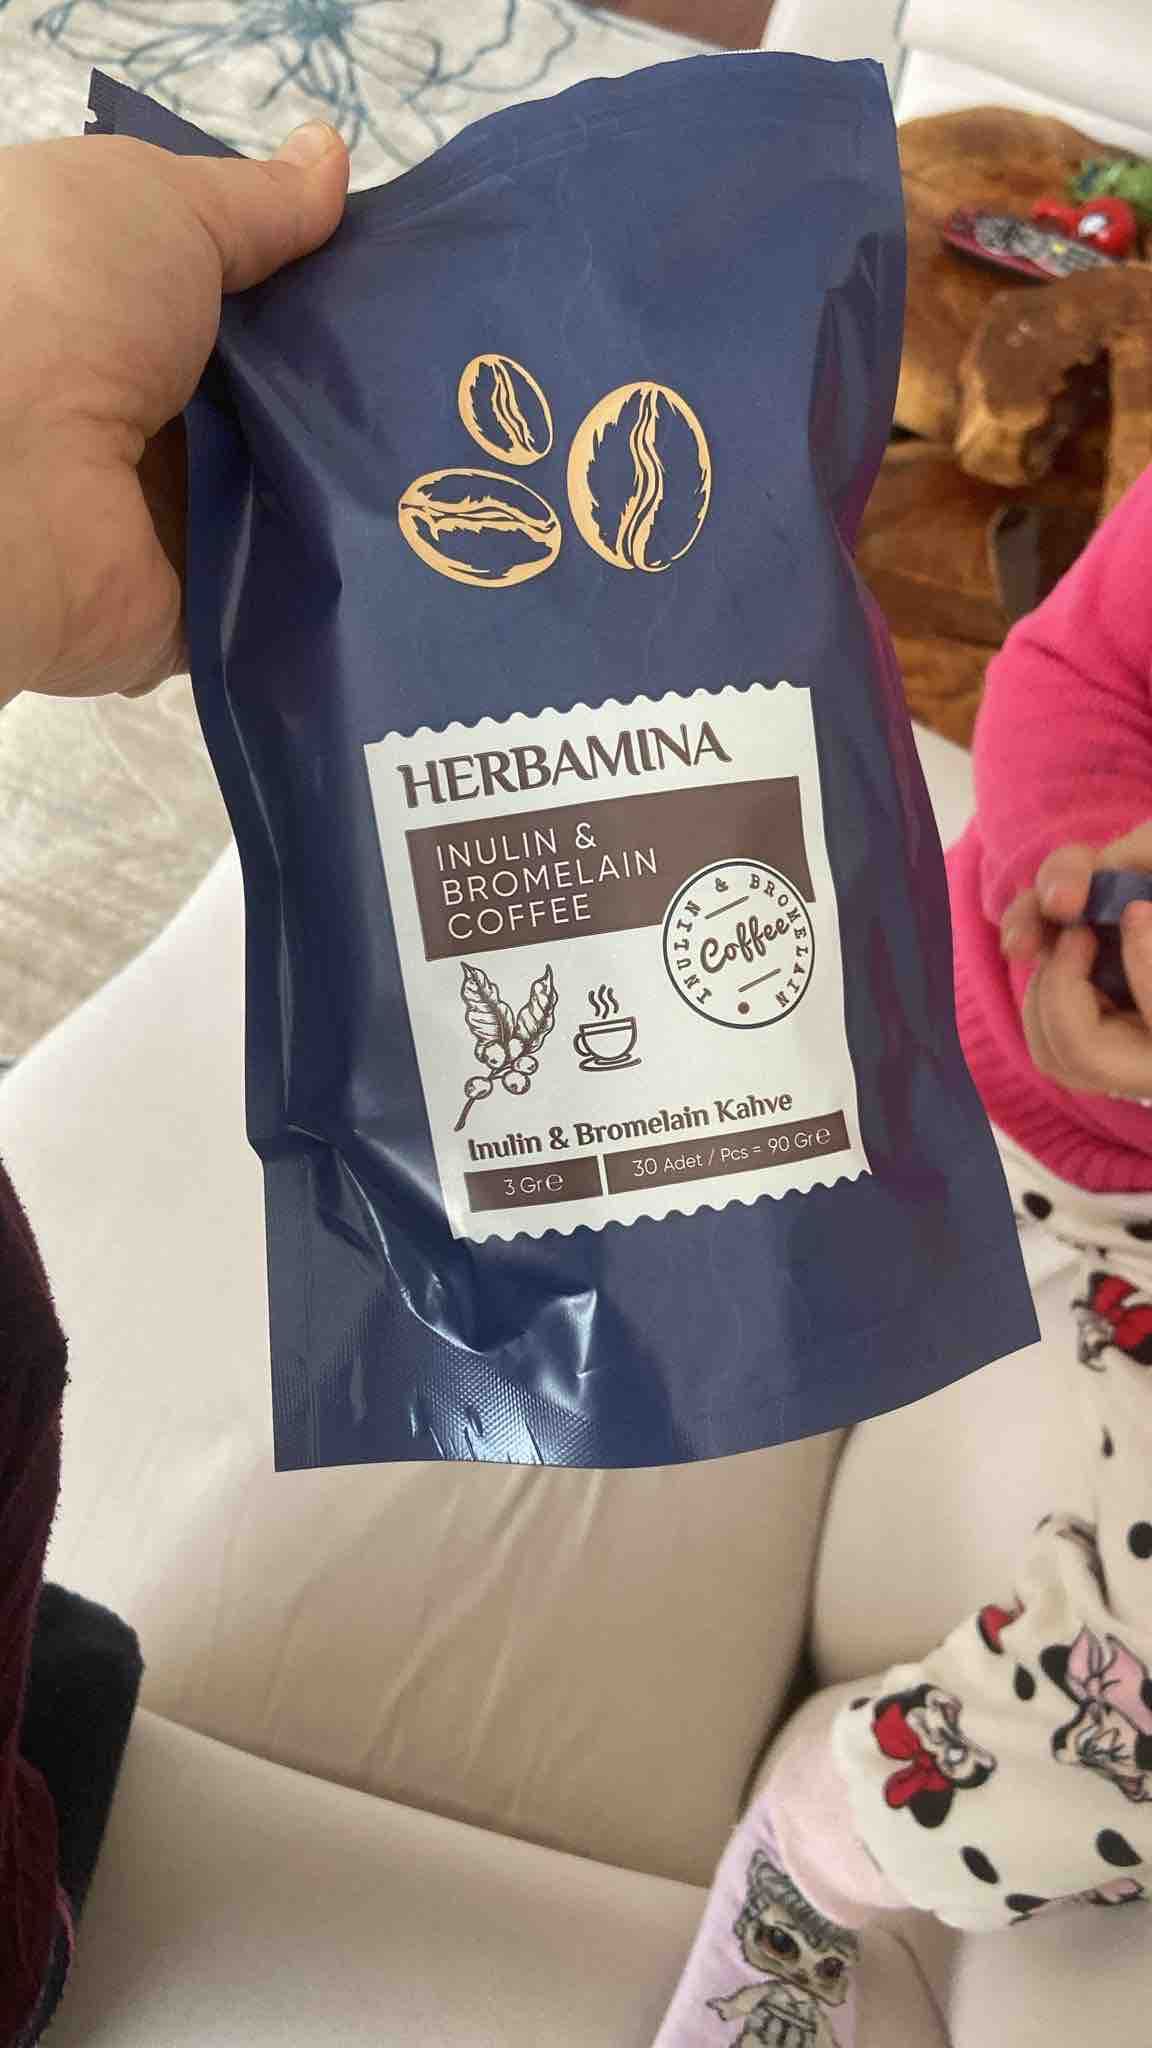 HERBAMINA
INULIN &
BROMELAIN
COFFEE
INULIN & BROMELAIN
Coffee
Inulin & Bromelain Kahve
3 Gr℮
30 Adet / Pcs = 90 Gr℮